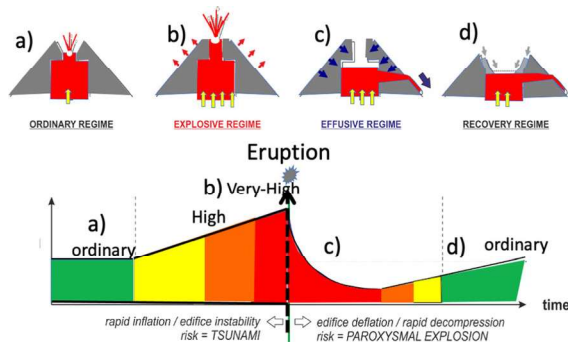 a)
b)
c)
d)
ORDINARY REGIME
EXPLOSIVE REGIME
EFFUSIVE REGIME
RECOVERY REGIME
Eruption
b) Very-High
a)
High
c)
d)
ordinary
ordinary
time
rapid inflation / edifice instability
risk = TSUNAMI
edifice deflation / rapid decompression
risk = PAROXYSMAL EXPLOSION